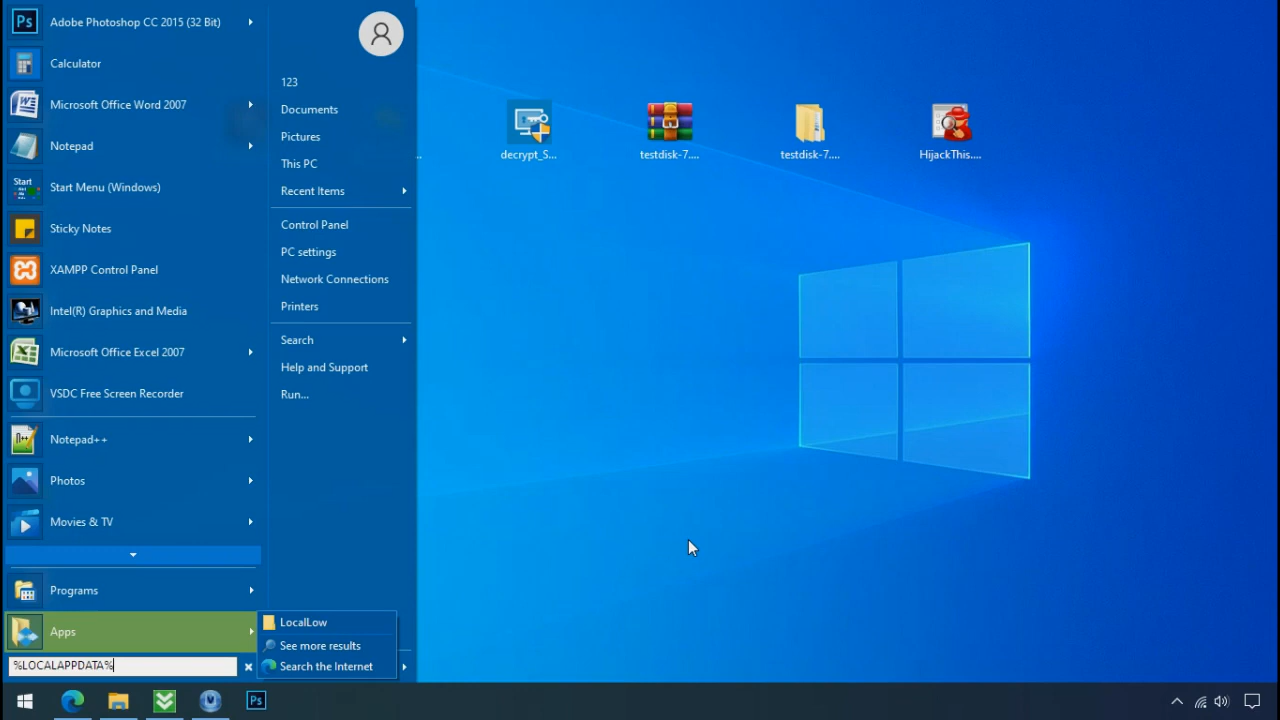 Ps
Adobe Photoshop CC 2015 (32 Bit)
Calculator
Microsoft Office Word 2007
Notepad
Start
Start Menu (Windows)
Sticky Notes
XAMPP Control Panel
Intel(R) Graphics and Media
Microsoft Office Excel 2007
VSDC Free Screen Recorder
Notepad++
Photos
Movies & TV
Programs
Apps
%LOCALAPPDATA%
123
Documents
Pictures
This PC
Recent Items
Control Panel
PC settings
Network Connections
Printers
Search
Help and Support
Run...
LocalLow
See more results
Search the Internet
...
decrypt_S...
testdisk-7....
testdisk-7....
HijackThis....
Ps